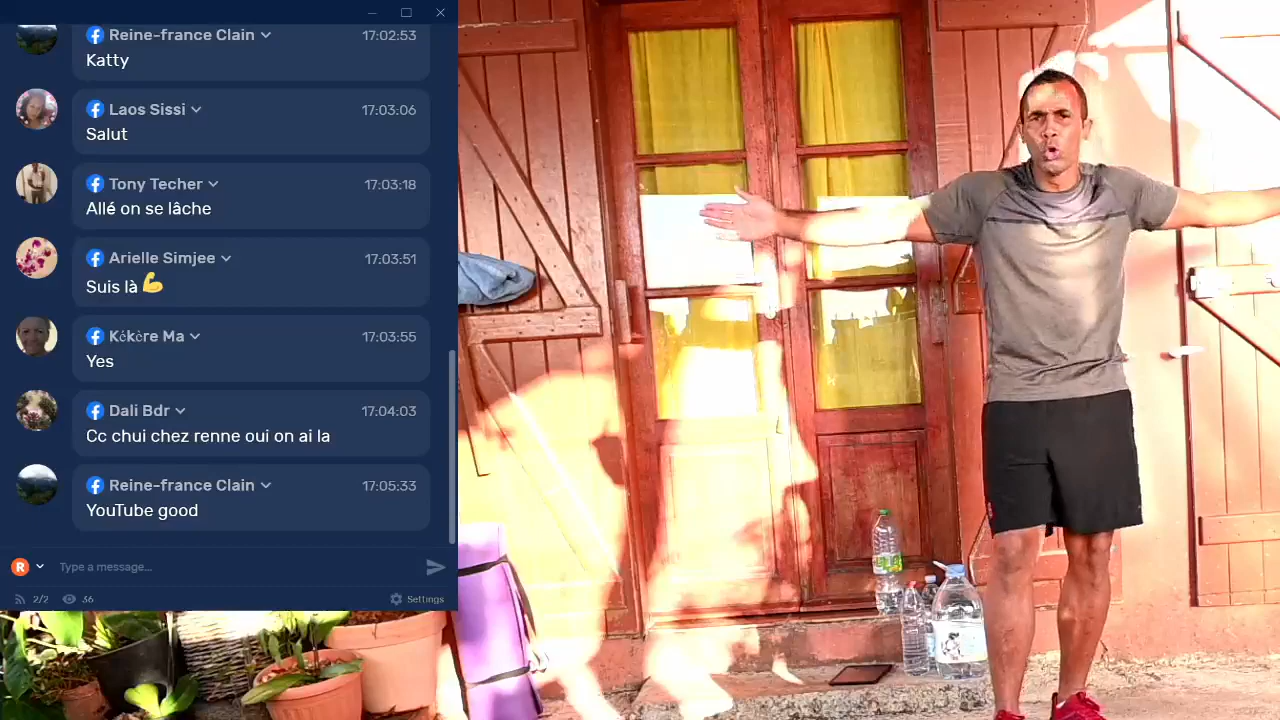 Reine-france Clain
17:02:53
Katty
Laos Sissi
17:03:06
Salut
Tony Techer
17:03:18
Allé on se lâche
Arielle Simjee
17:03:51
Suis là 💪
Kěkère Ma
17:03:55
Yes
Dali Bdr
17:04:03
Cc chui chez renne oui on ai la
Reine-france Clain
17:05:33
YouTube good
R
Type a message...
2/2
36
Settings